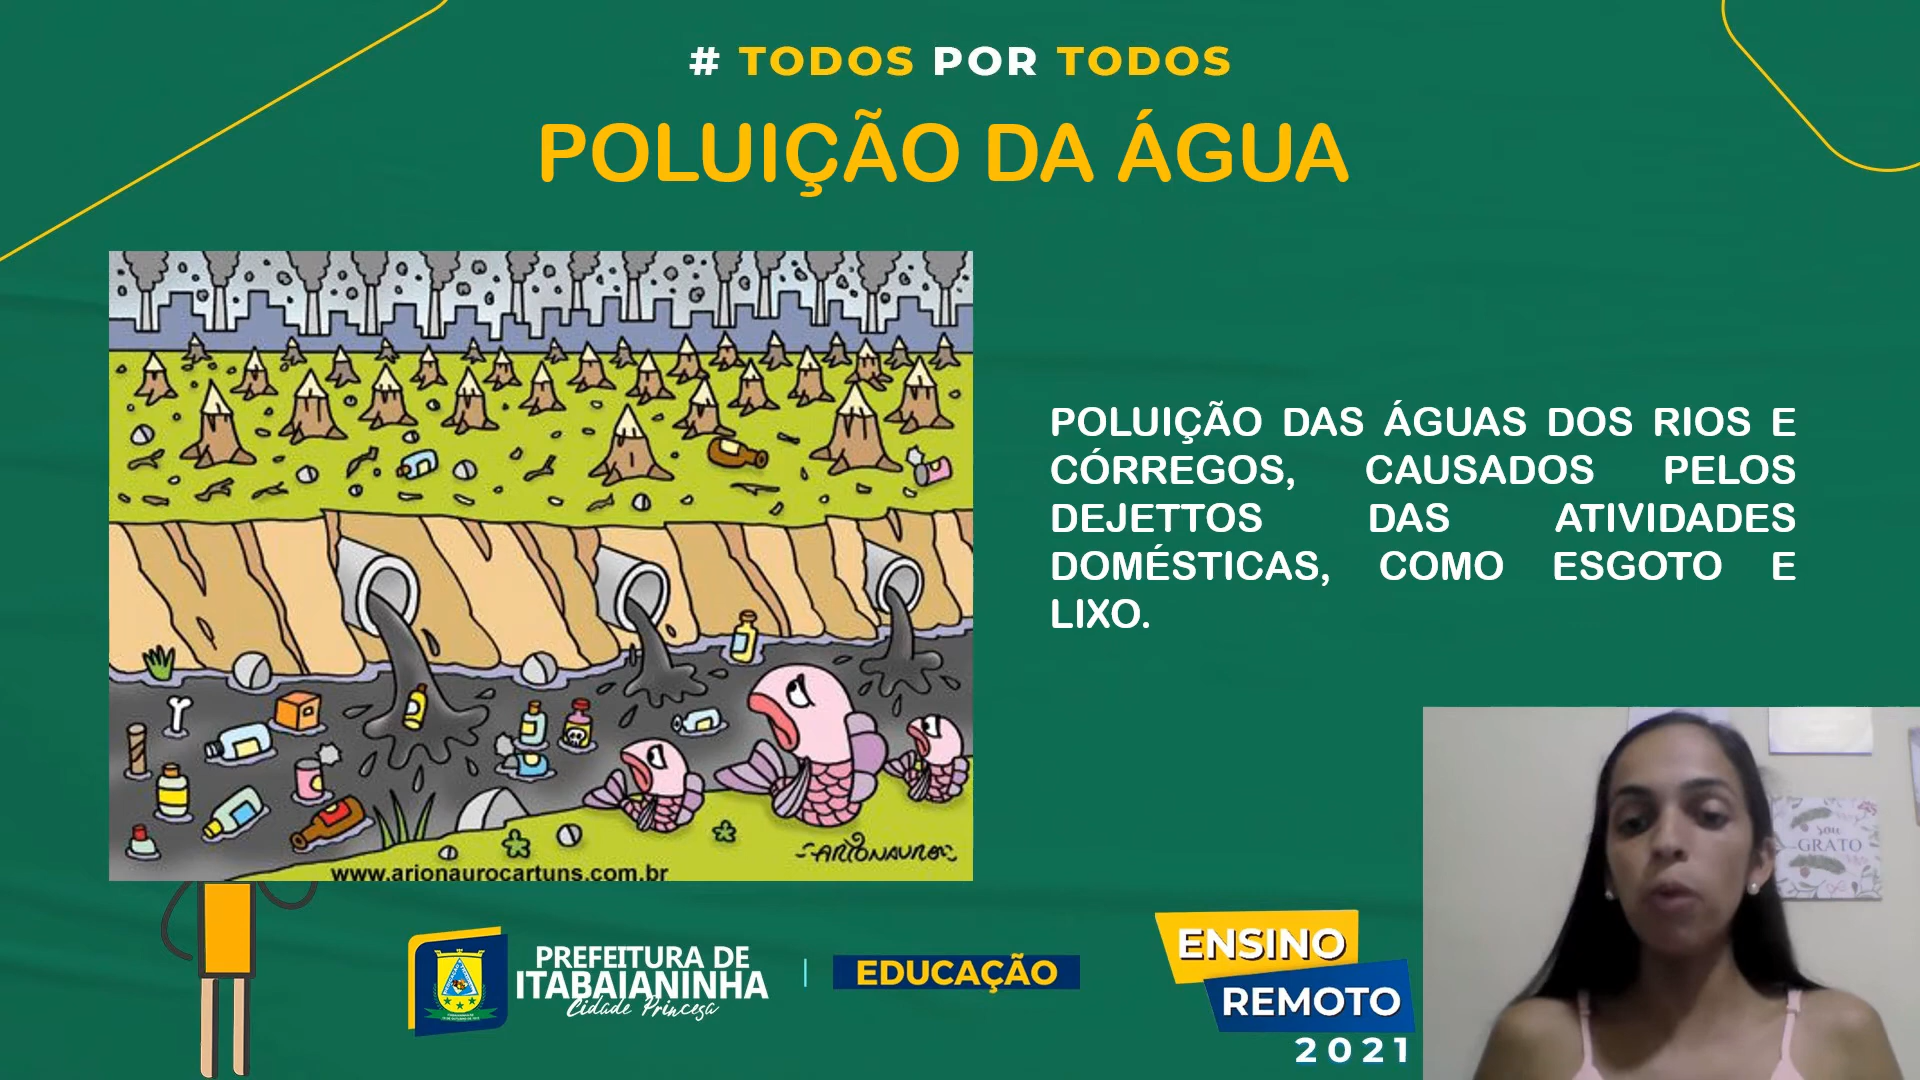 # TODOS POR TODOS
POLUIÇÃO DA ÁGUA
POLUIÇÃO DAS ÁGUAS DOS RIOS E
CÓRREGOS, CAUSADOS PELOS
DEJETTOS DAS ATIVIDADES
DOMÉSTICAS, COMO ESGOTO E
LIXO.
ARIONAURO
www.arionaurocartuns.com.br
SOU
GRATO
PREFEITURA DE
ITABAIANINHA
Cidade Princesa
EDUCAÇÃO
ENSINO
REMOTO
2021